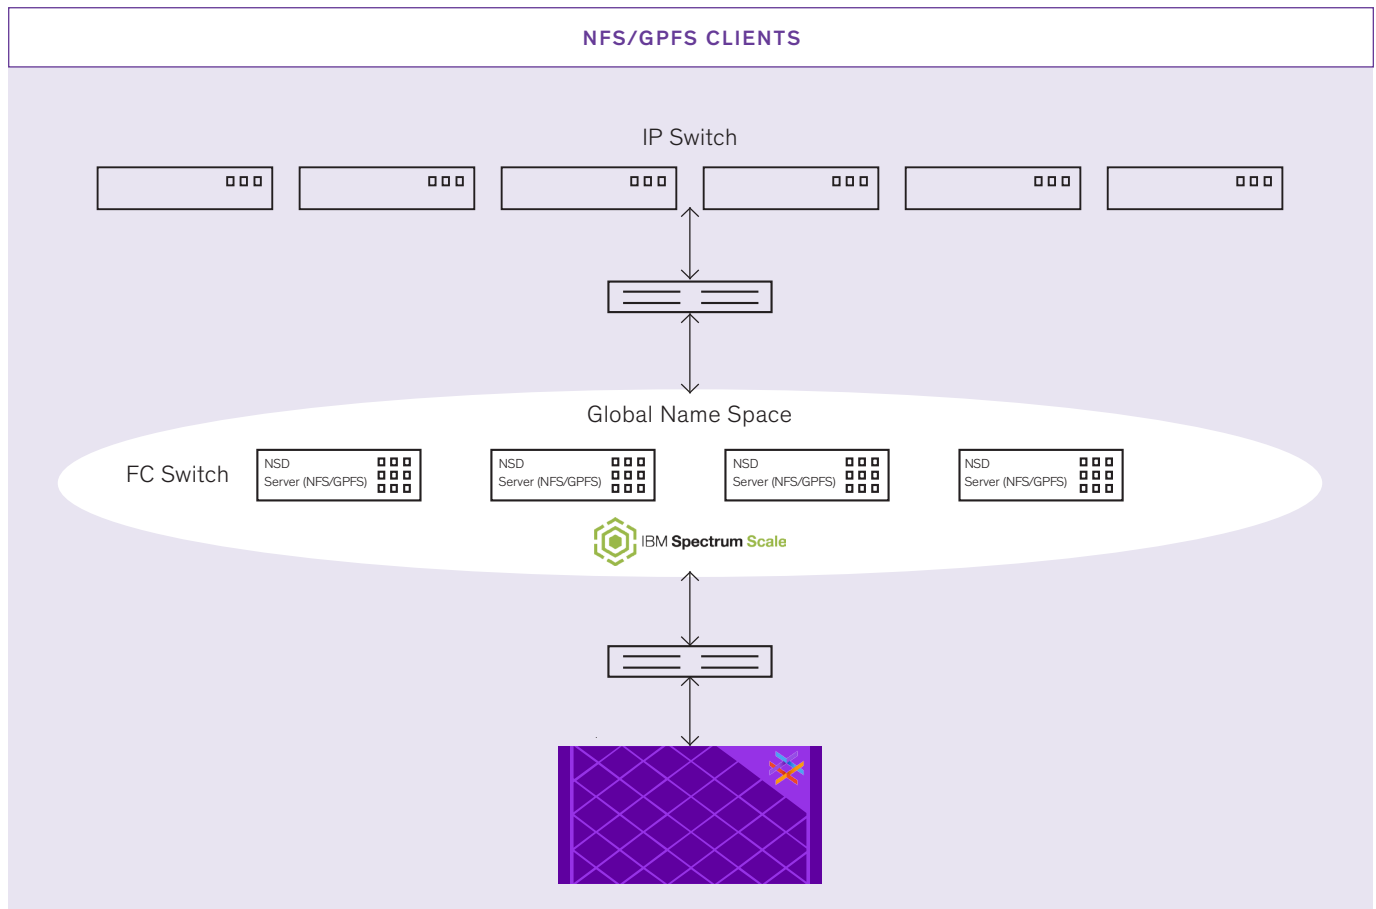 NFS/GPFS CLIENTS
IP Switch
Global Name Space
FC Switch
NSD
Server (NFS/GPFS)
NSD
Server (NFS/GPFS)
NSD
Server (NFS/GPFS)
NSD
Server (NFS/GPFS)
IBM Spectrum Scale